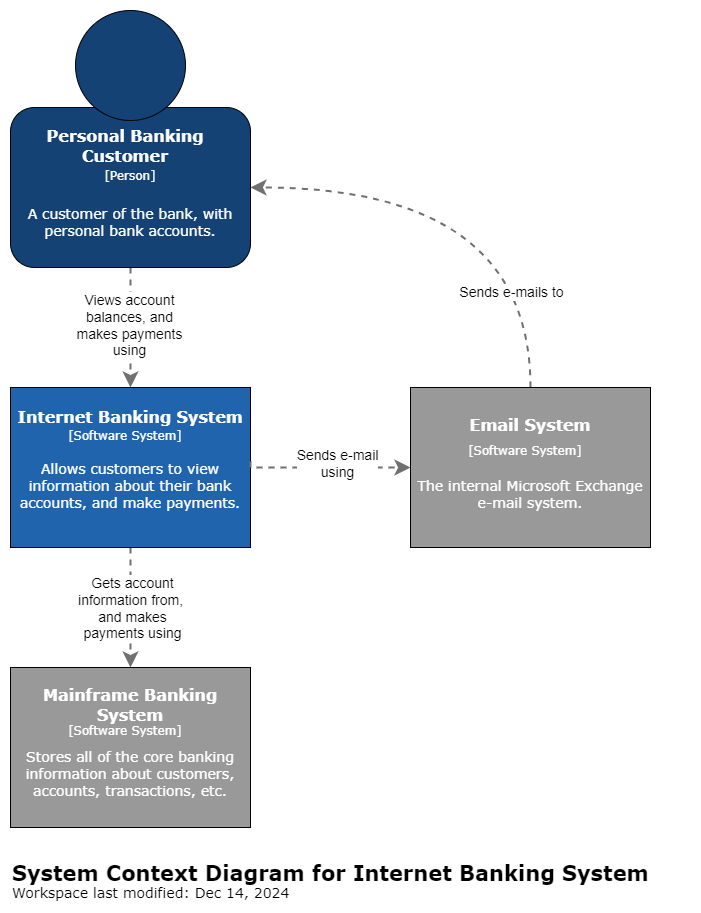 Personal Banking
Customer
[Person]
A customer of the bank, with
personal bank accounts.
Views account
balances, and
makes payments
using
Sends e-mails to
Internet Banking System
[Software System]
Allows customers to view
information about their bank
accounts, and make payments.
Sends e-mail
using
Email System
[Software System]
The internal Microsoft Exchange
e-mail system.
Gets account
information from,
and makes
payments using
Mainframe Banking
System
[Software System]
Stores all of the core banking
information about customers,
accounts, transactions, etc.
System Context Diagram for Internet Banking System
Workspace last modified: Dec 14, 2024